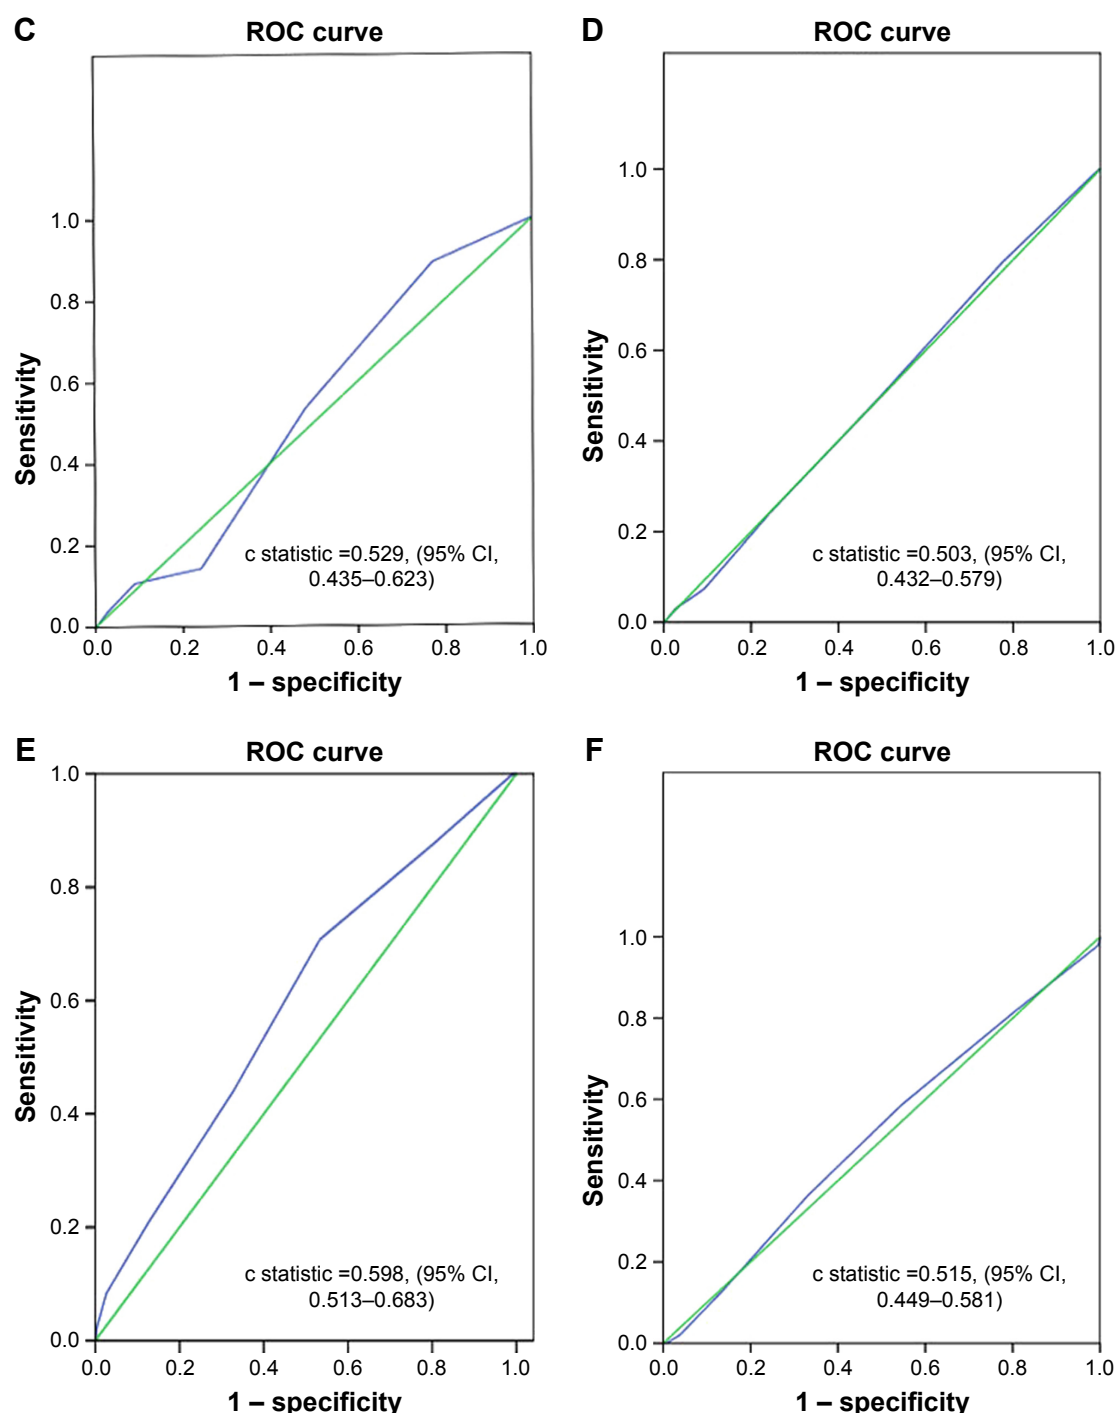 C
ROC curve
1.0
0.8
0.6
0.4
0.2
0.0
Sensitivity
c statistic =0.529, (95% CI,
0.435–0.623)
0.0 0.2 0.4 0.6 0.8 1.0
1 – specificity
D
ROC curve
1.0
0.8
0.6
0.4
0.2
0.0
Sensitivity
c statistic =0.503, (95% CI,
0.432–0.579)
0.0 0.2 0.4 0.6 0.8 1.0
1 – specificity
E
ROC curve
1.0
0.8
0.6
0.4
0.2
0.0
Sensitivity
c statistic =0.598, (95% CI,
0.513–0.683)
0.0 0.2 0.4 0.6 0.8 1.0
1 – specificity
F
ROC curve
1.0
0.8
0.6
0.4
0.2
0.0
Sensitivity
c statistic =0.515, (95% CI,
0.449–0.581)
0.0 0.2 0.4 0.6 0.8 1.0
1 – specificity